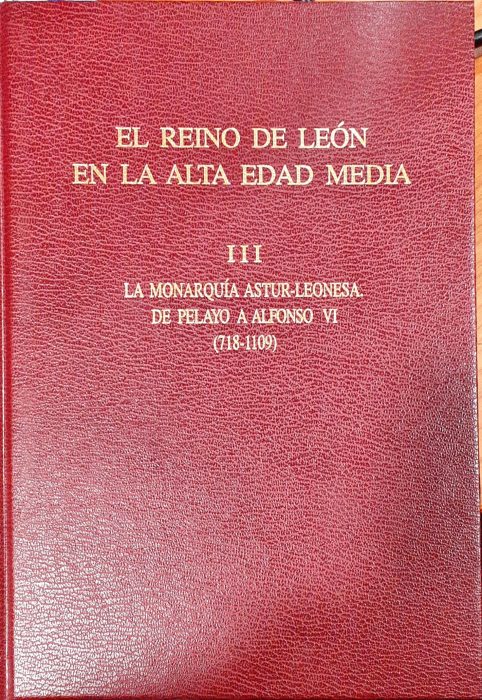 EL REINO DE LEÓN
EN LA ALTA EDAD MEDIA
III
LA MONARQUÍA ASTUR-LEONESA.
DE PELAYO A ALFONSO VI
(718-1109)